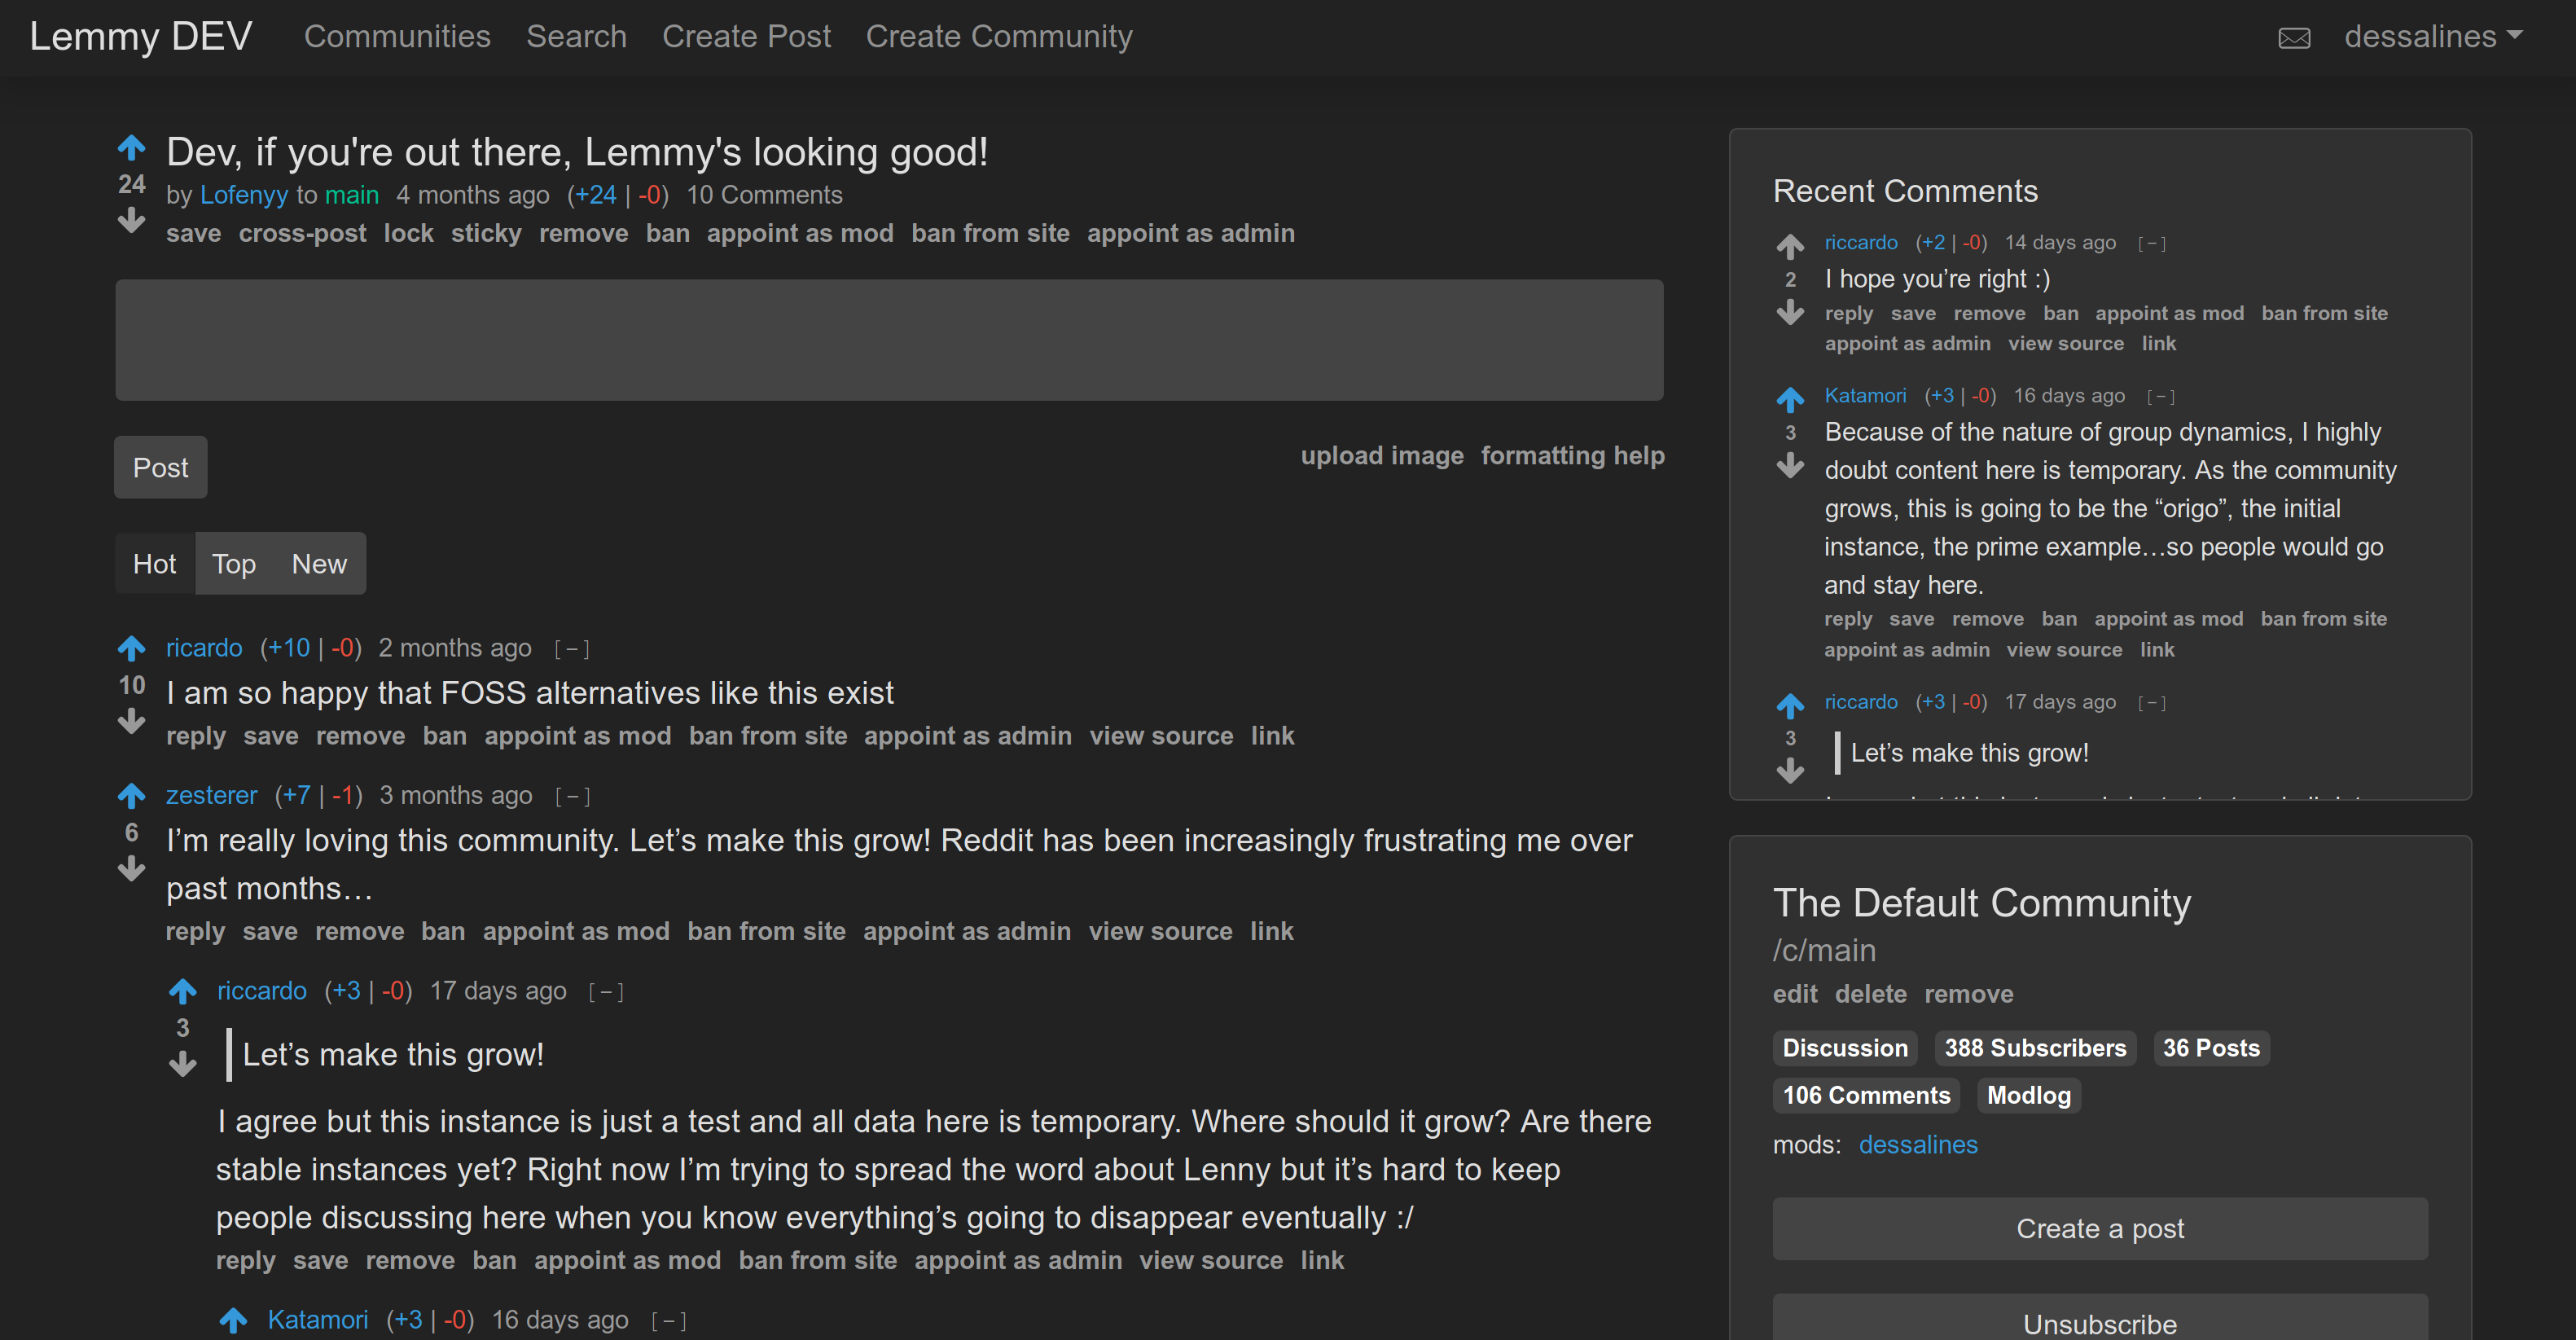 Lemmy DEV Communities Search Create Post Create Community dessalines
Dev, if you're out there, Lemmy's looking good!
24
by Lofenyy to main 4 months ago (+24 | -0) 10 Comments
save cross-post lock sticky remove ban appoint as mod ban from site appoint as admin
Post
upload image formatting help
Hot Top New
ricardo (+10 | -0) 2 months ago [-]
10
I am so happy that FOSS alternatives like this exist
reply save remove ban appoint as mod ban from site appoint as admin view source link
zesterer (+7 | -1) 3 months ago [-]
6
I’m really loving this community. Let’s make this grow! Reddit has been increasingly frustrating me over
past months…
reply save remove ban appoint as mod ban from site appoint as admin view source link
riccardo (+3 | -0) 17 days ago [-]
3
Let’s make this grow!
I agree but this instance is just a test and all data here is temporary. Where should it grow? Are there
stable instances yet? Right now I’m trying to spread the word about Lenny but it’s hard to keep
people discussing here when you know everything’s going to disappear eventually :/
reply save remove ban appoint as mod ban from site appoint as admin view source link
Katamori (+3 | -0) 16 days ago [-]
Recent Comments
riccardo (+2 | -0) 14 days ago [-]
2
I hope you’re right :)
reply save remove ban appoint as mod ban from site
appoint as admin view source link
Katamori (+3 | -0) 16 days ago [-]
3
Because of the nature of group dynamics, I highly
doubt content here is temporary. As the community
grows, this is going to be the “origo”, the initial
instance, the prime example…so people would go
and stay here.
reply save remove ban appoint as mod ban from site
appoint as admin view source link
riccardo (+3 | -0) 17 days ago [-]
3
Let’s make this grow!
The Default Community
/c/main
edit delete remove
Discussion 388 Subscribers 36 Posts
106 Comments Modlog
mods: dessalines
Create a post
Unsubscribe